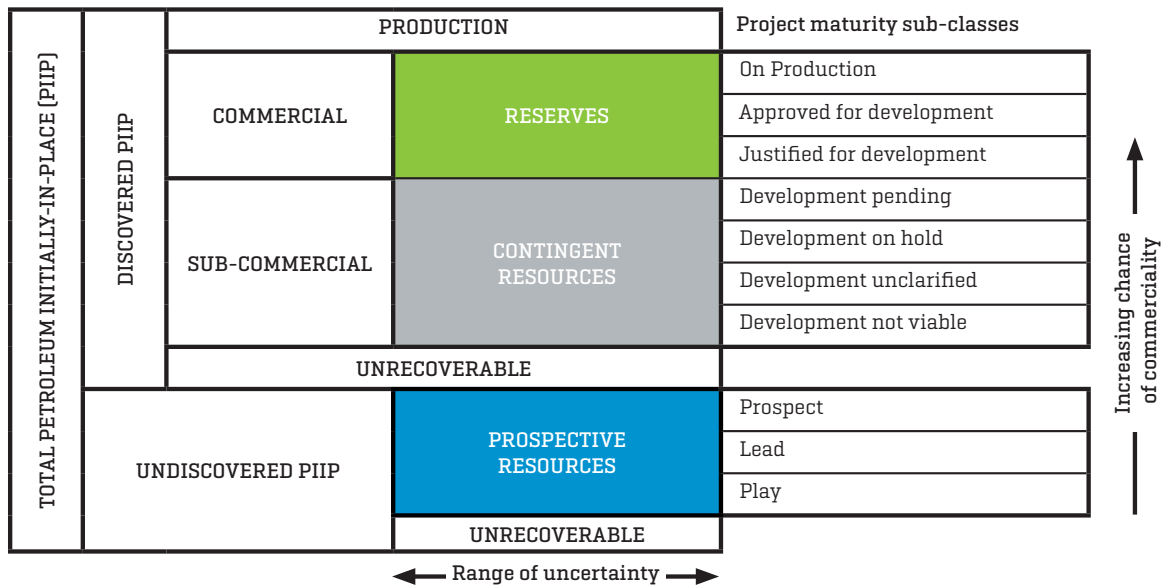 TOTAL PETROLEUM INITIALLY-IN-PLACE (PIIP)
DISCOVERED PIIP
PRODUCTION
Project maturity sub-classes
COMMERCIAL
RESERVES
On Production
Approved for development
Justified for development
SUB-COMMERCIAL
CONTINGENT
RESOURCES
Development pending
Development on hold
Development unclarified
Development not viable
UNRECOVERABLE
UNDISCOVERED PIIP
PROSPECTIVE
RESOURCES
Prospect
Lead
Play
UNRECOVERABLE
Range of uncertainty
Increasing chance
of commerciality